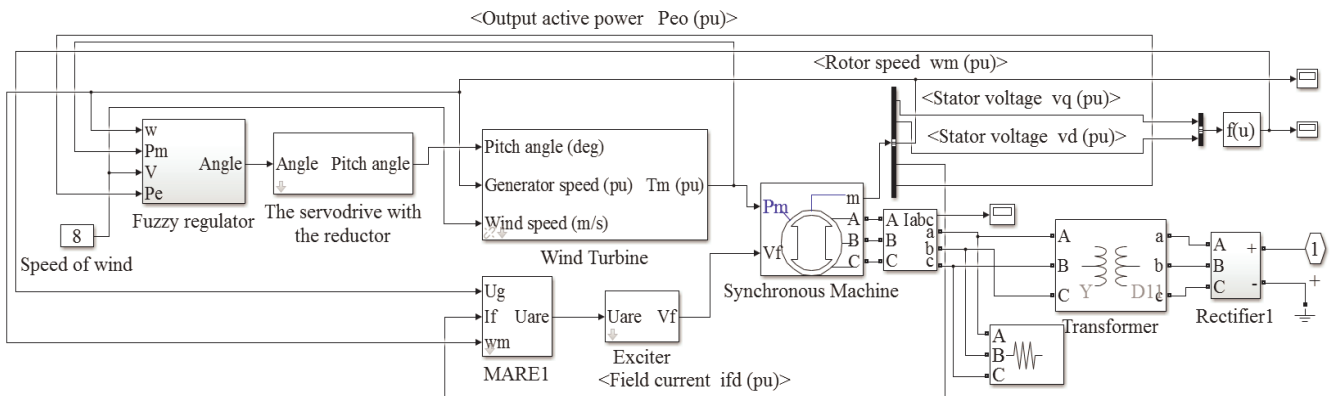 <Output active power Peo (pu)>
<Rotor speed wm (pu)>
<Stator voltage vq (pu)>
<Stator voltage vd (pu)>
f(u)
w
Pm
V
Pe
Angle
Fuzzy regulator
8
Speed of wind
Angle Pitch angle
The servodrive with
the reductor
Pitch angle (deg)
Generator speed (pu) Tm (pu)
Wind speed (m/s)
Wind Turbine
Pm
Vf
m
A
B
C
Synchronous Machine
A Iabc
B
C
a
b
c
A
B
C
Y
D11
a
b
c
Transformer
A
B
C
+
-
Rectifier1
1
+
A
B
C
Ug
If
wm
Uare
MARE1
Uare Vf
Exciter
<Field current ifd (pu)>